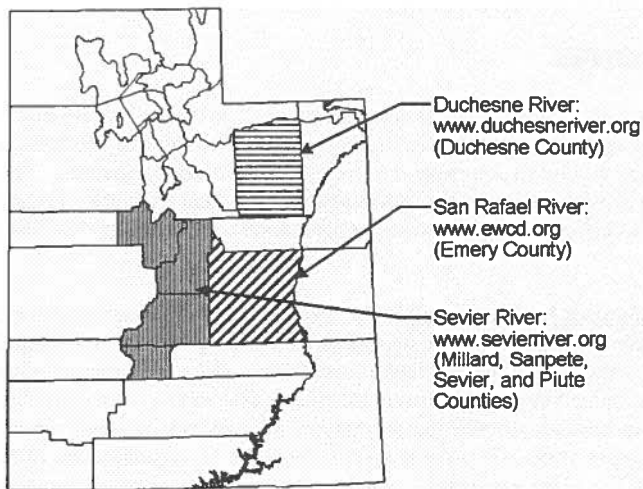 Duchesne River:
www.duchesneriver.org
(Duchesne County)
San Rafael River:
www.ewcd.org
(Emery County)
Sevier River:
www.sevierriver.org
(Millard, Sanpete,
Sevier, and Piute
Counties)